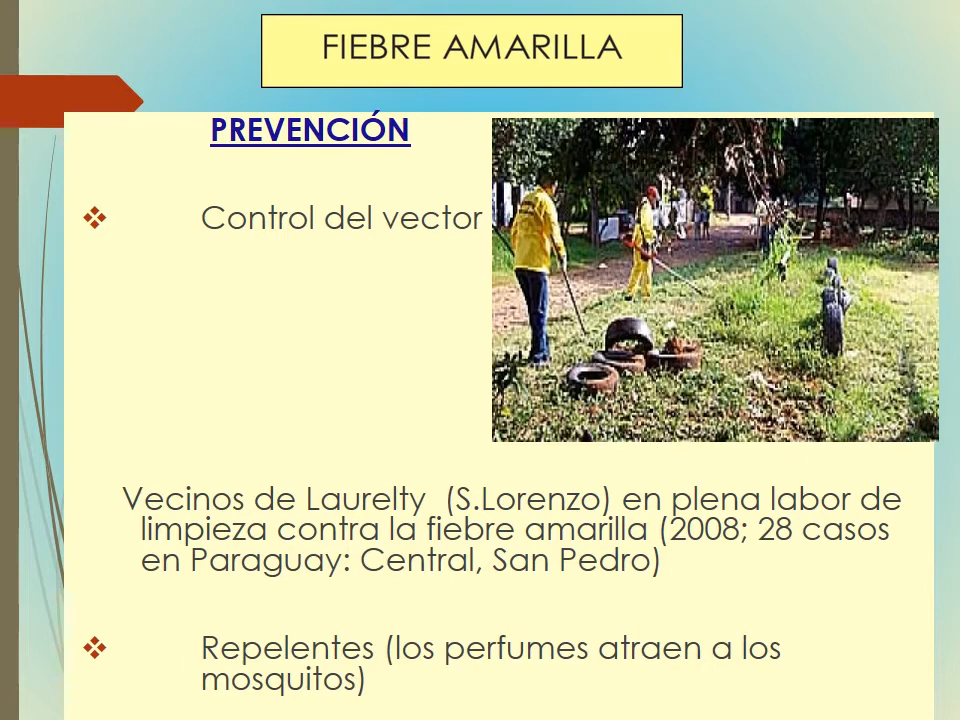 FIEBRE AMARILLA
PREVENCIÓN
❖ Control del vector
Vecinos de Laurelty (S.Lorenzo) en plena labor de
limpieza contra la fiebre amarilla (2008; 28 casos
en Paraguay: Central, San Pedro)
❖ Repelentes (los perfumes atraen a los
mosquitos)